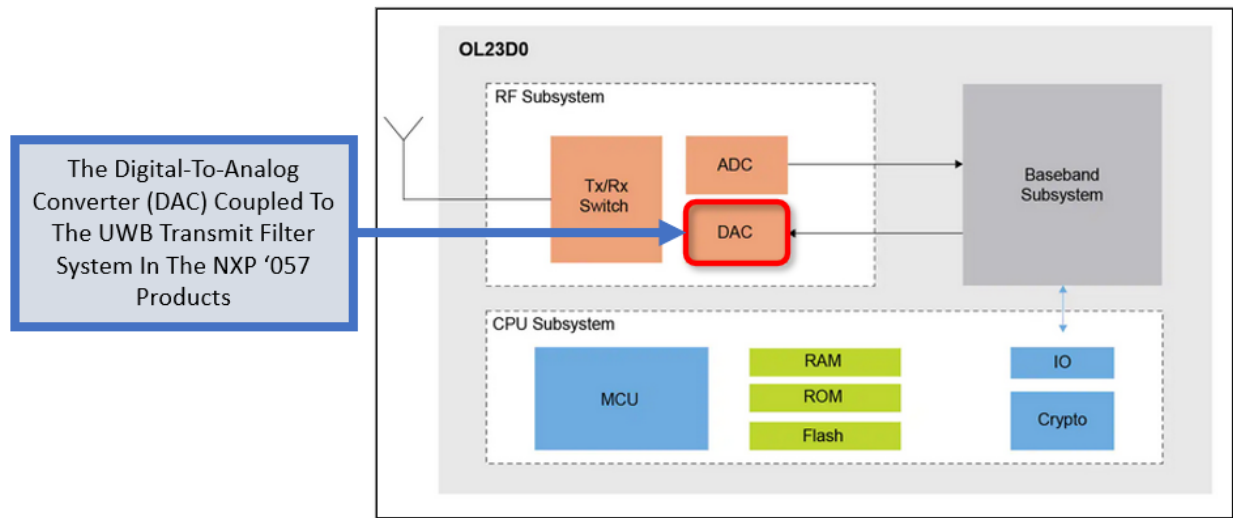 The Digital-To-Analog
Converter (DAC) Coupled To
The UWB Transmit Filter
System In The NXP ‘057
Products
OL23D0
RF Subsystem
Tx/Rx
Switch
ADC
DAC
Baseband
Subsystem
CPU Subsystem
MCU
RAM
ROM
Flash
IO
Crypto